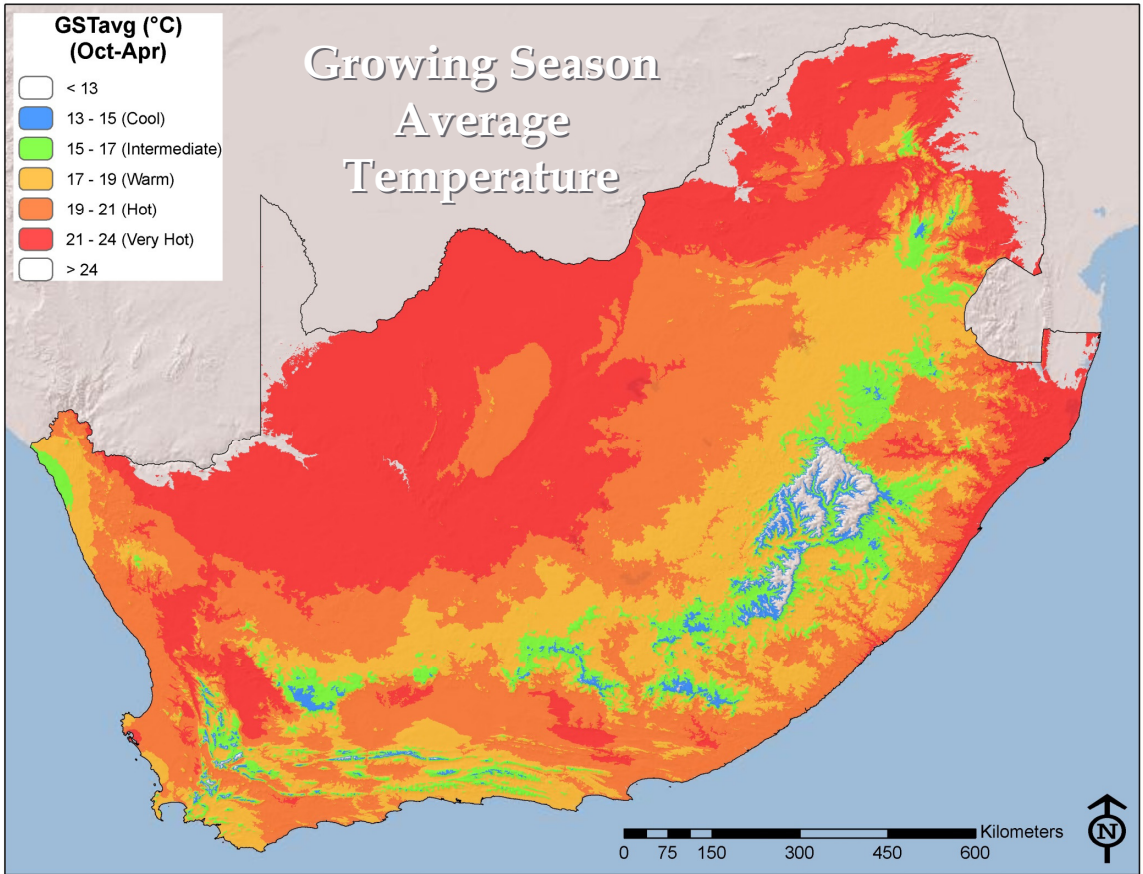 GSTavg (°C)
(Oct-Apr)
< 13
13 - 15 (Cool)
15 - 17 (Intermediate)
17 - 19 (Warm)
19 - 21 (Hot)
21 - 24 (Very Hot)
> 24
Growing Season
Average
Temperature
Kilometers
0 75 150 300 450 600
N